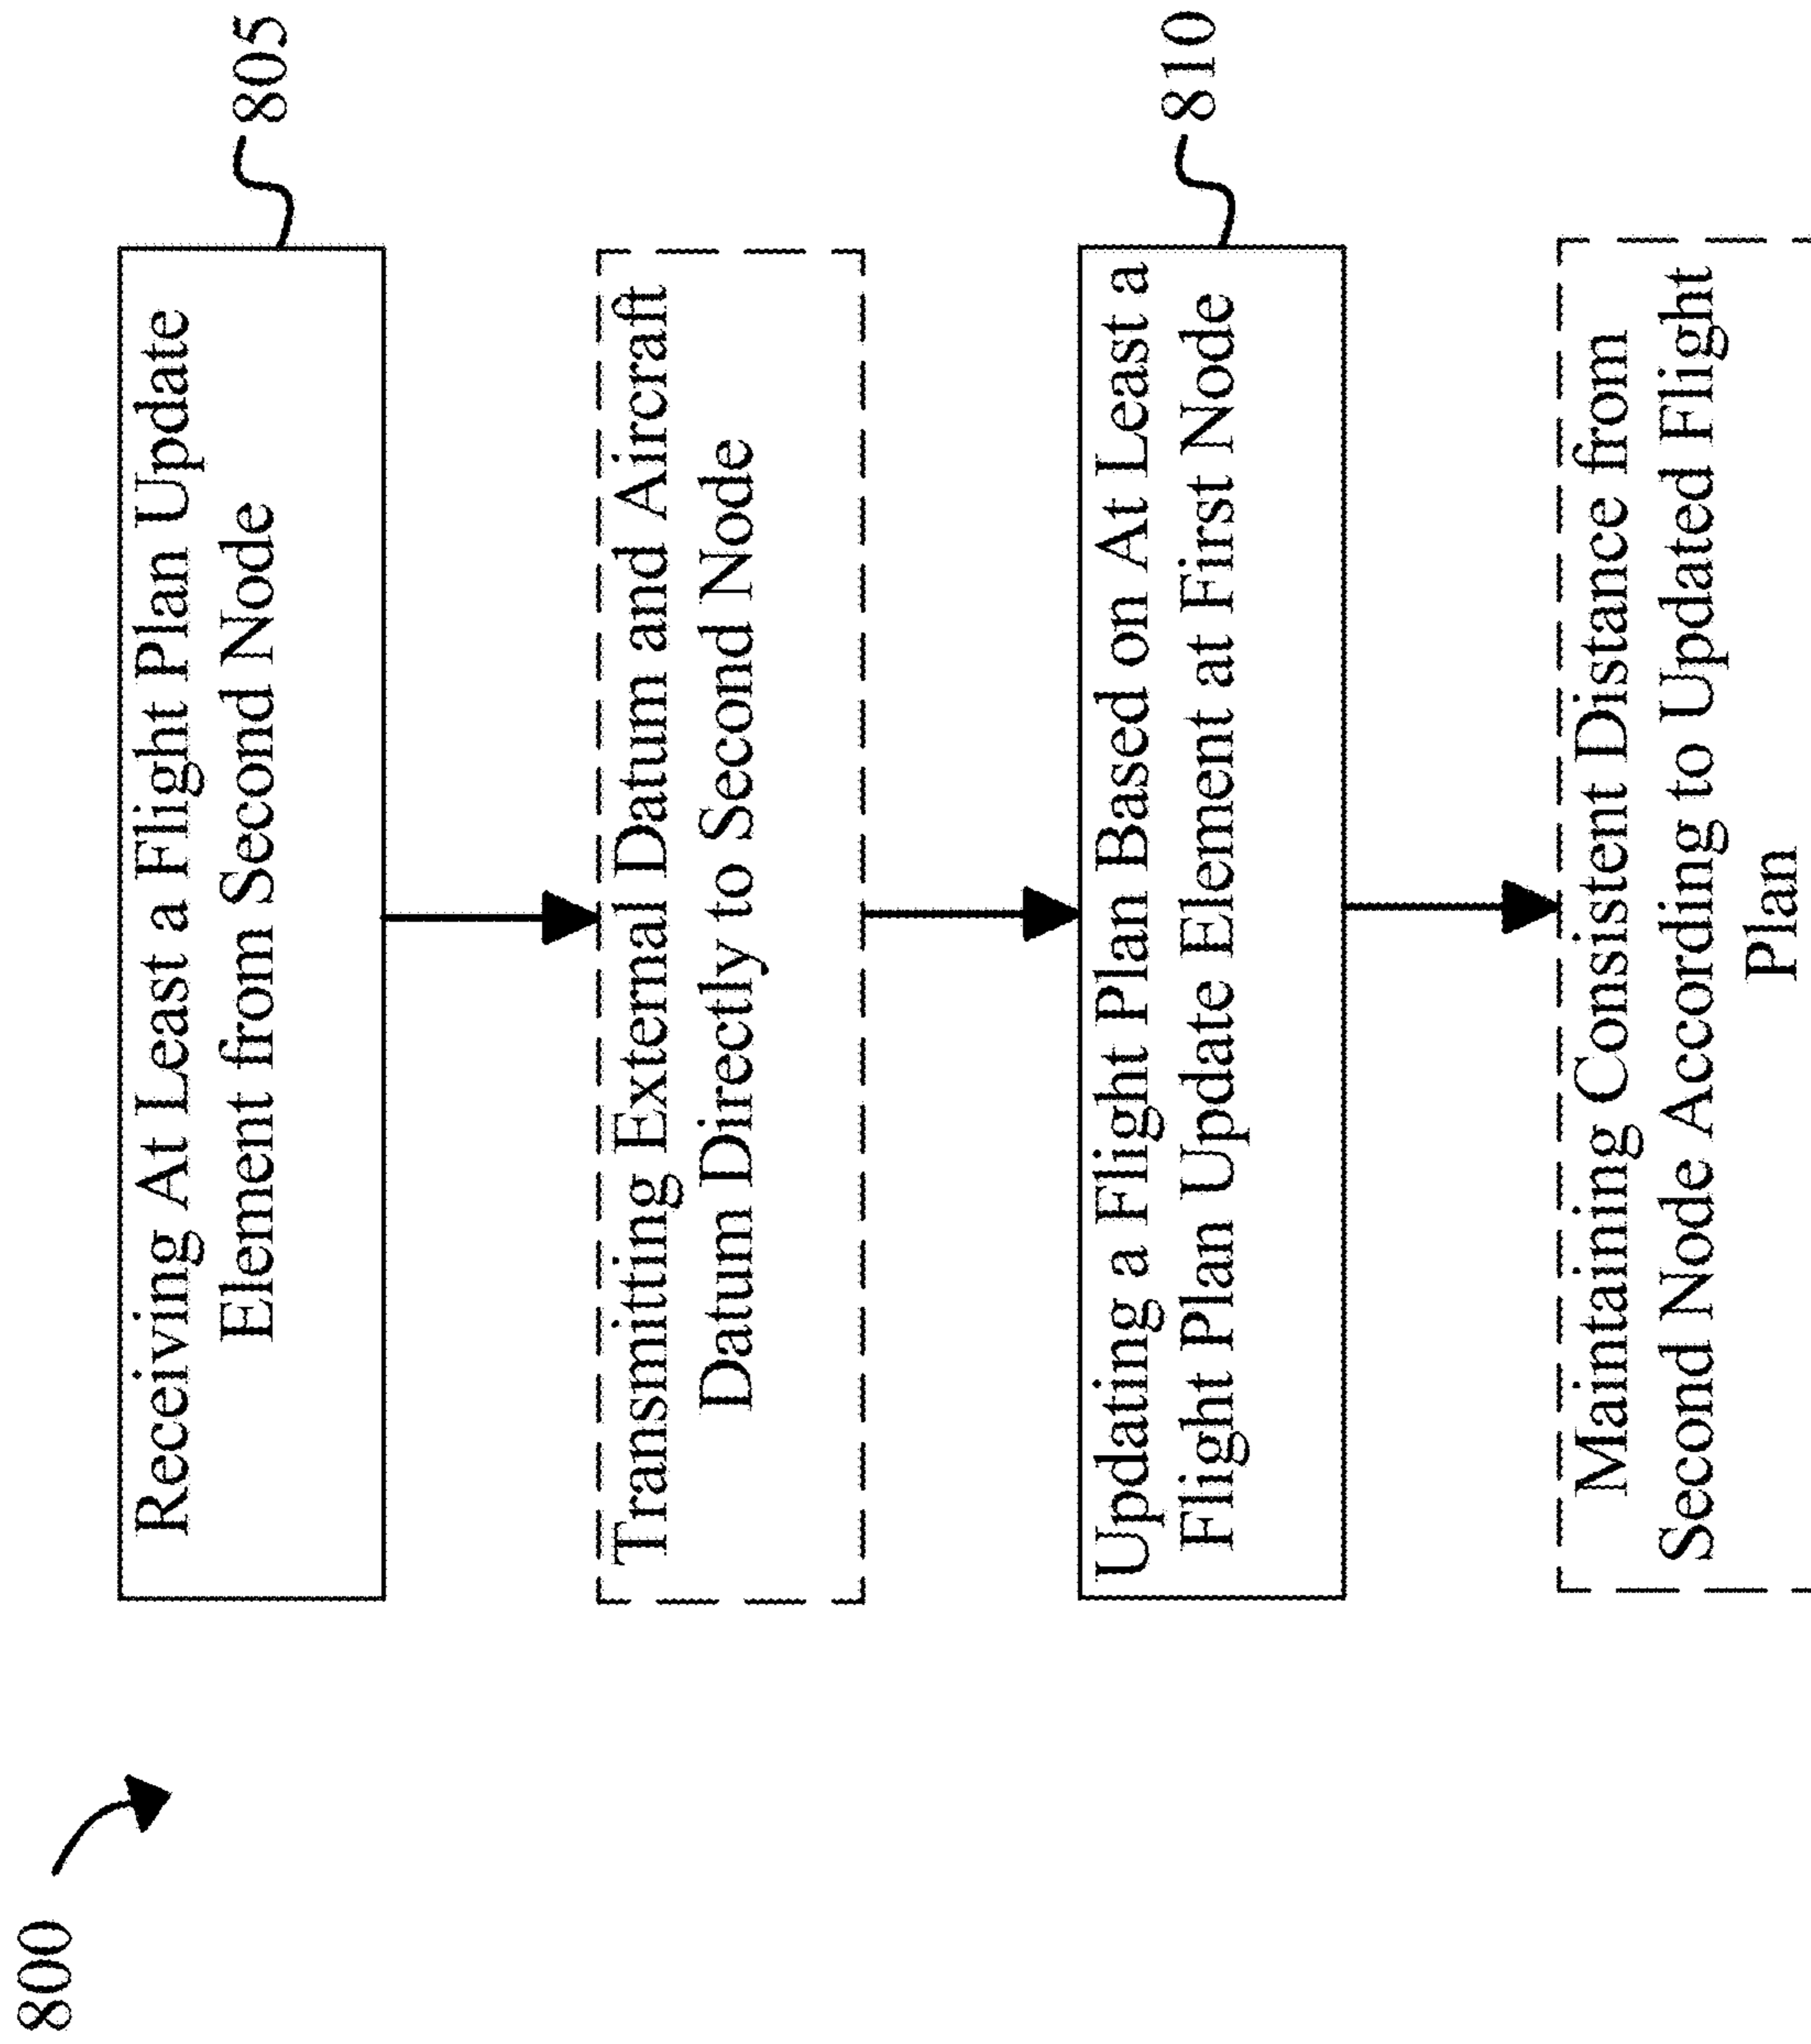 800
Receiving At Least a Flight Plan Update
Element from Second Node
805
Transmitting External Datum and Aircraft
Datum Directly to Second Node
Updating a Flight Plan Based on At Least a
Flight Plan Update Element at First Node
810
Maintaining Consistent Distance from
Second Node According to Updated Flight
Plan